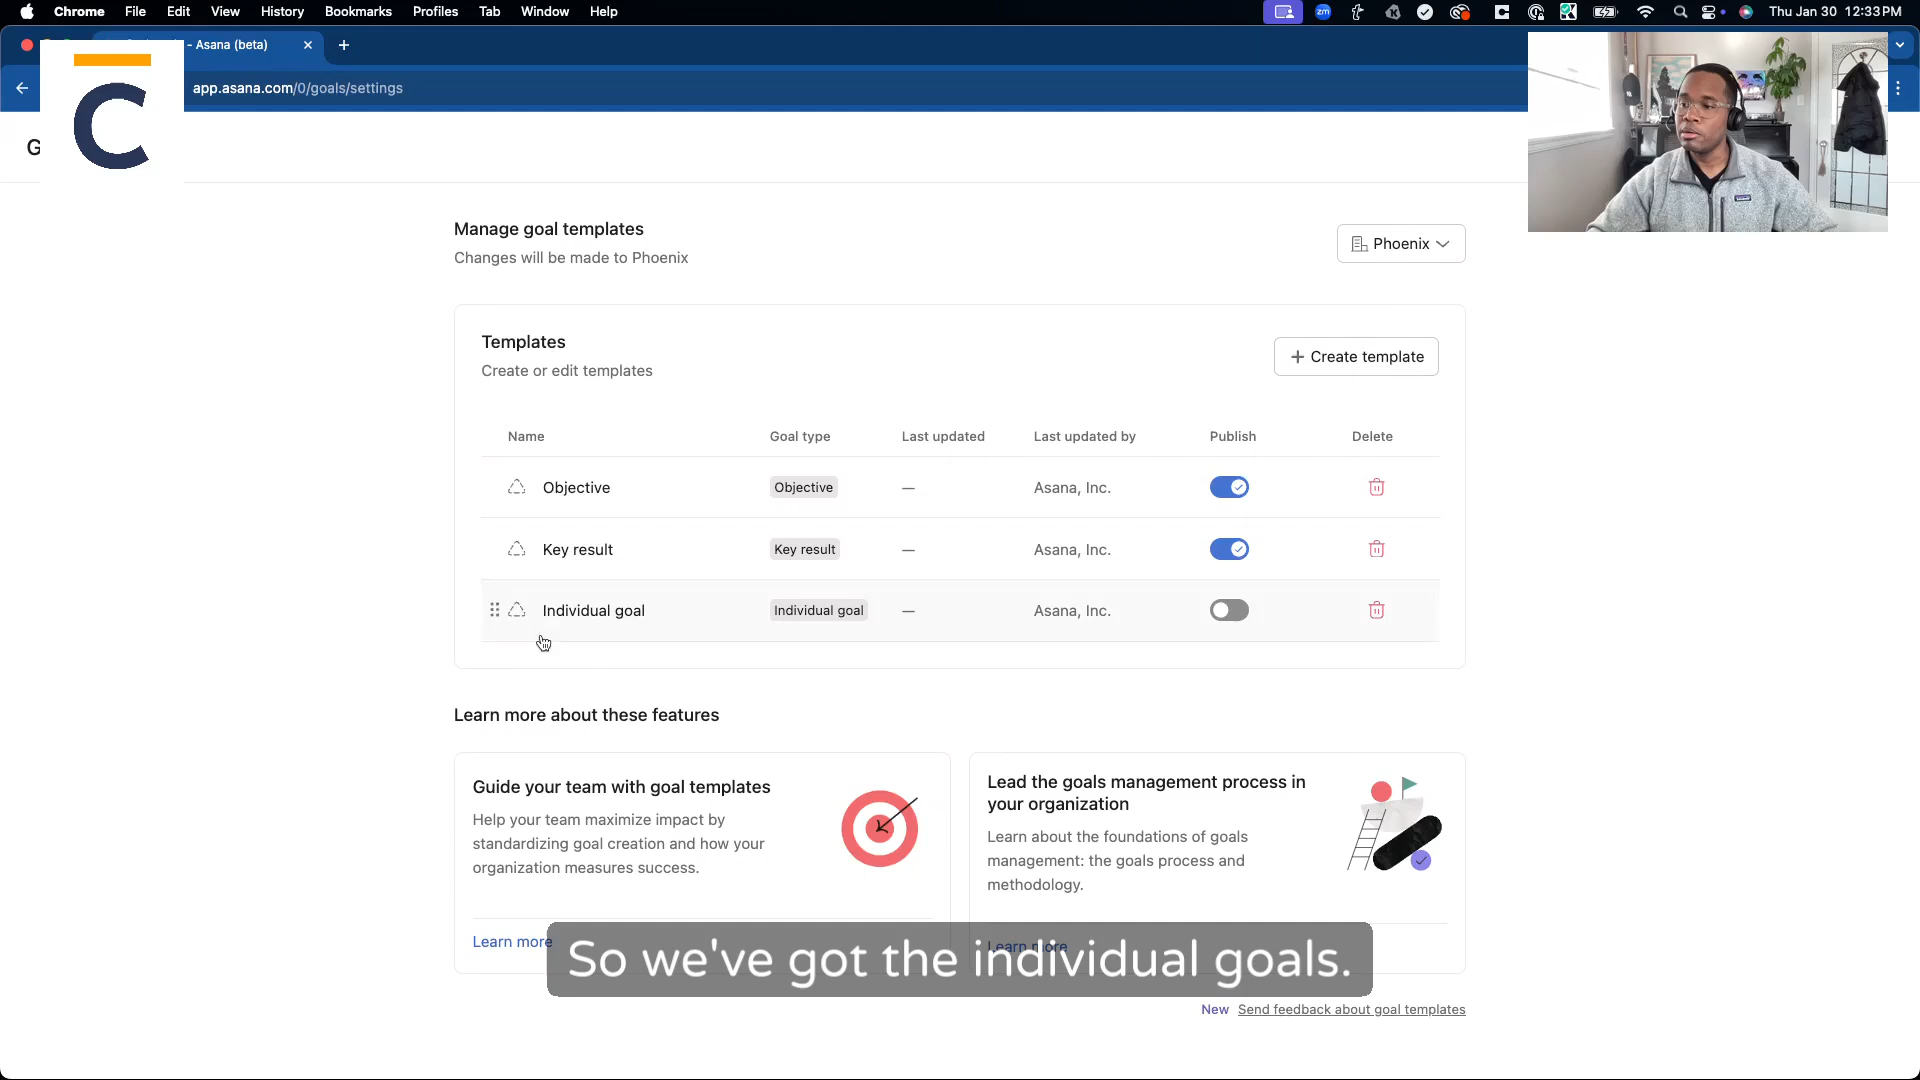 Chrome File Edit View History Bookmarks Profiles Tab Window Help
zm
Thu Jan 30 12:33 PM
- Asana (beta)
app.asana.com/0/goals/settings
G
C
Manage goal templates
Changes will be made to Phoenix
Phoenix
Templates
Create or edit templates
+ Create template
Name Goal type Last updated Last updated by Publish Delete
Objective Objective — Asana, Inc.
Key result Key result — Asana, Inc.
Individual goal Individual goal — Asana, Inc.
Learn more about these features
Guide your team with goal templates
Help your team maximize impact by
standardizing goal creation and how your
organization measures success.
Learn more
Lead the goals management process in
your organization
Learn about the foundations of goals
management: the goals process and
methodology.
Learn more
So we've got the individual goals.
New Send feedback about goal templates